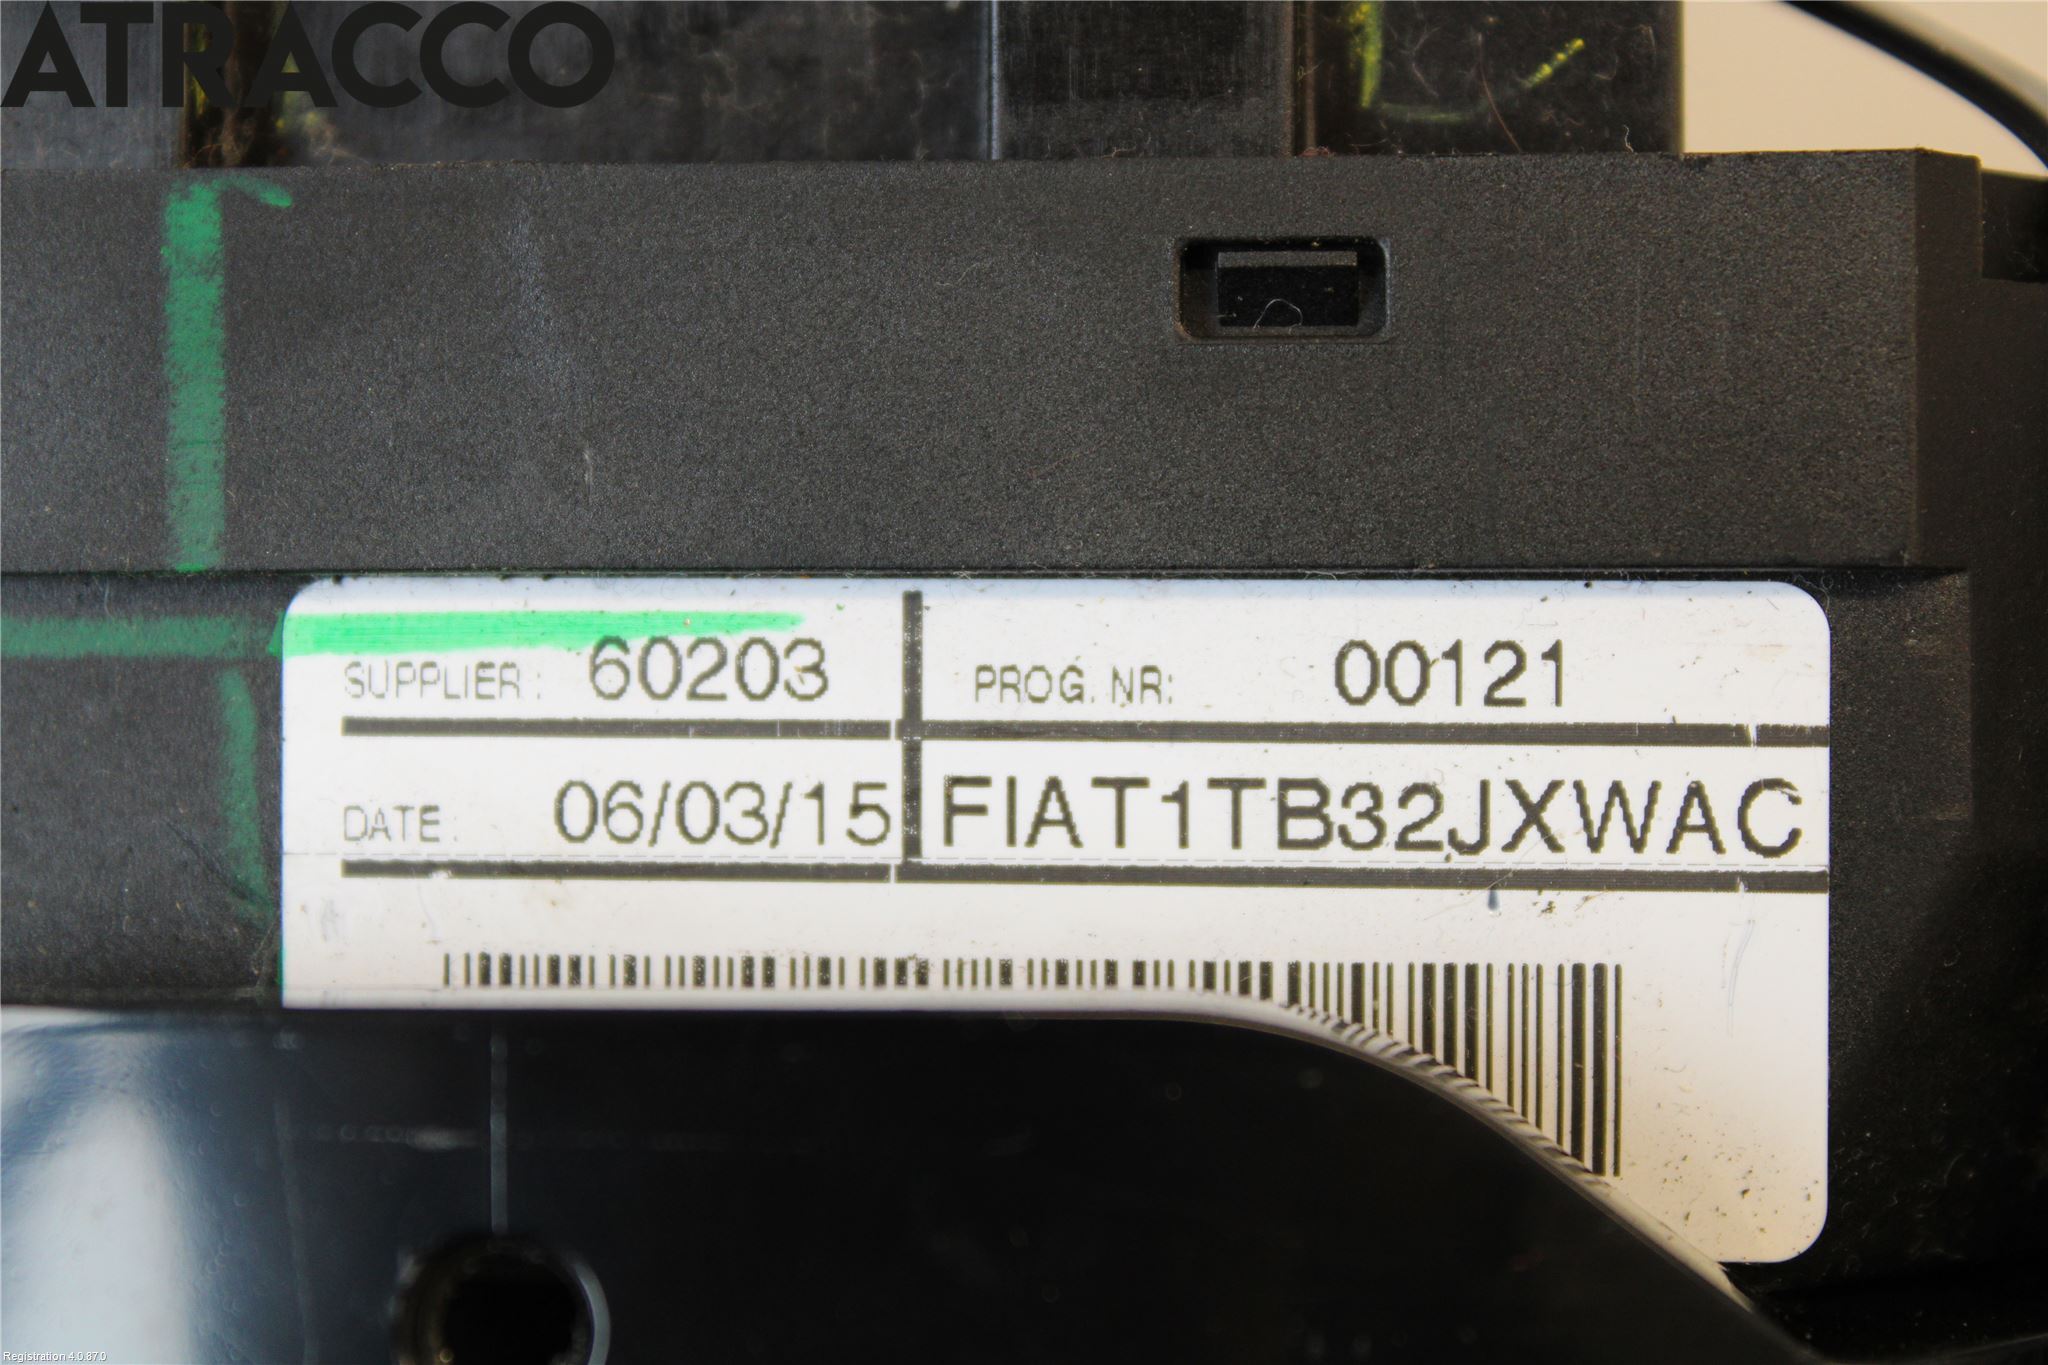 ATRACCO
SUPPLIER: 60203
PROG. NR: 00121
DATE: 06/03/15
FIAT1TB32JXWAC
Registration 4.0.87.0